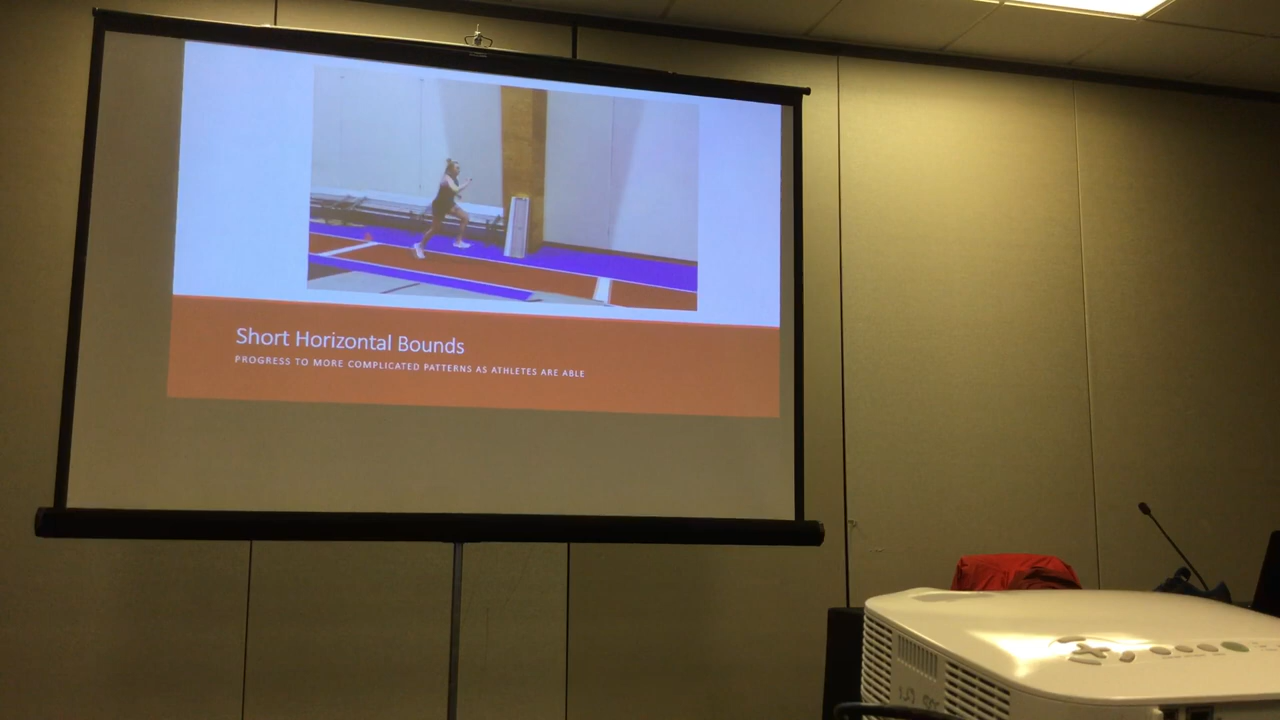 Short Horizontal Bounds
PROGRESS TO MORE COMPLICATED PATTERNS AS ATHLETES ARE ABLE